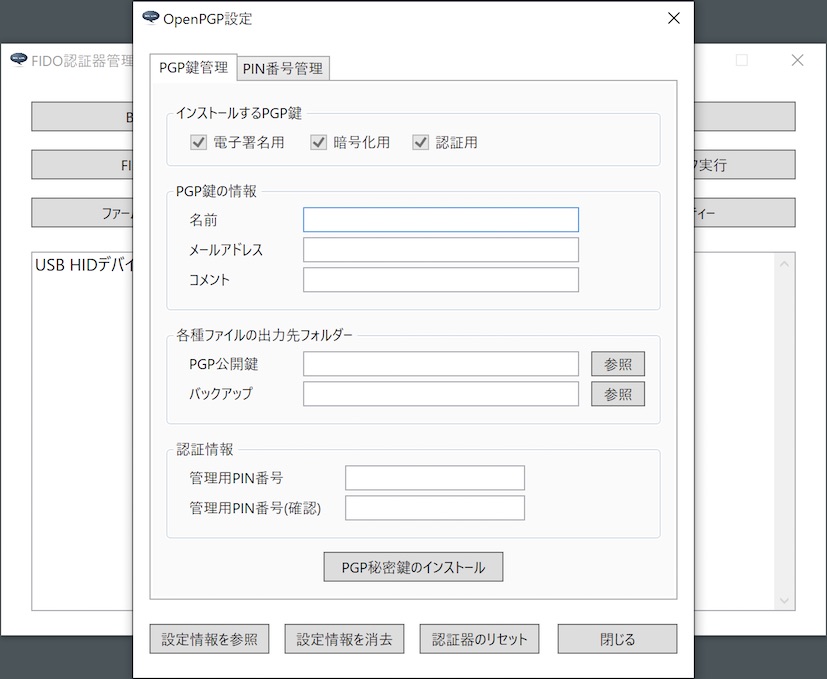 OpenPGP設定
FIDO認証器管理
PGP鍵管理 PIN番号管理
インストールするPGP鍵
電子署名用 暗号化用 認証用
PGP鍵の情報
名前
メールアドレス
コメント
各種ファイルの出力先フォルダー
PGP公開鍵 参照
バックアップ 参照
認証情報
管理用PIN番号
管理用PIN番号(確認)
PGP秘密鍵のインストール
設定情報を参照 設定情報を消去 認証器のリセット 閉じる
B
FI
実行
ファーム
ィー
USB HIDデバイ